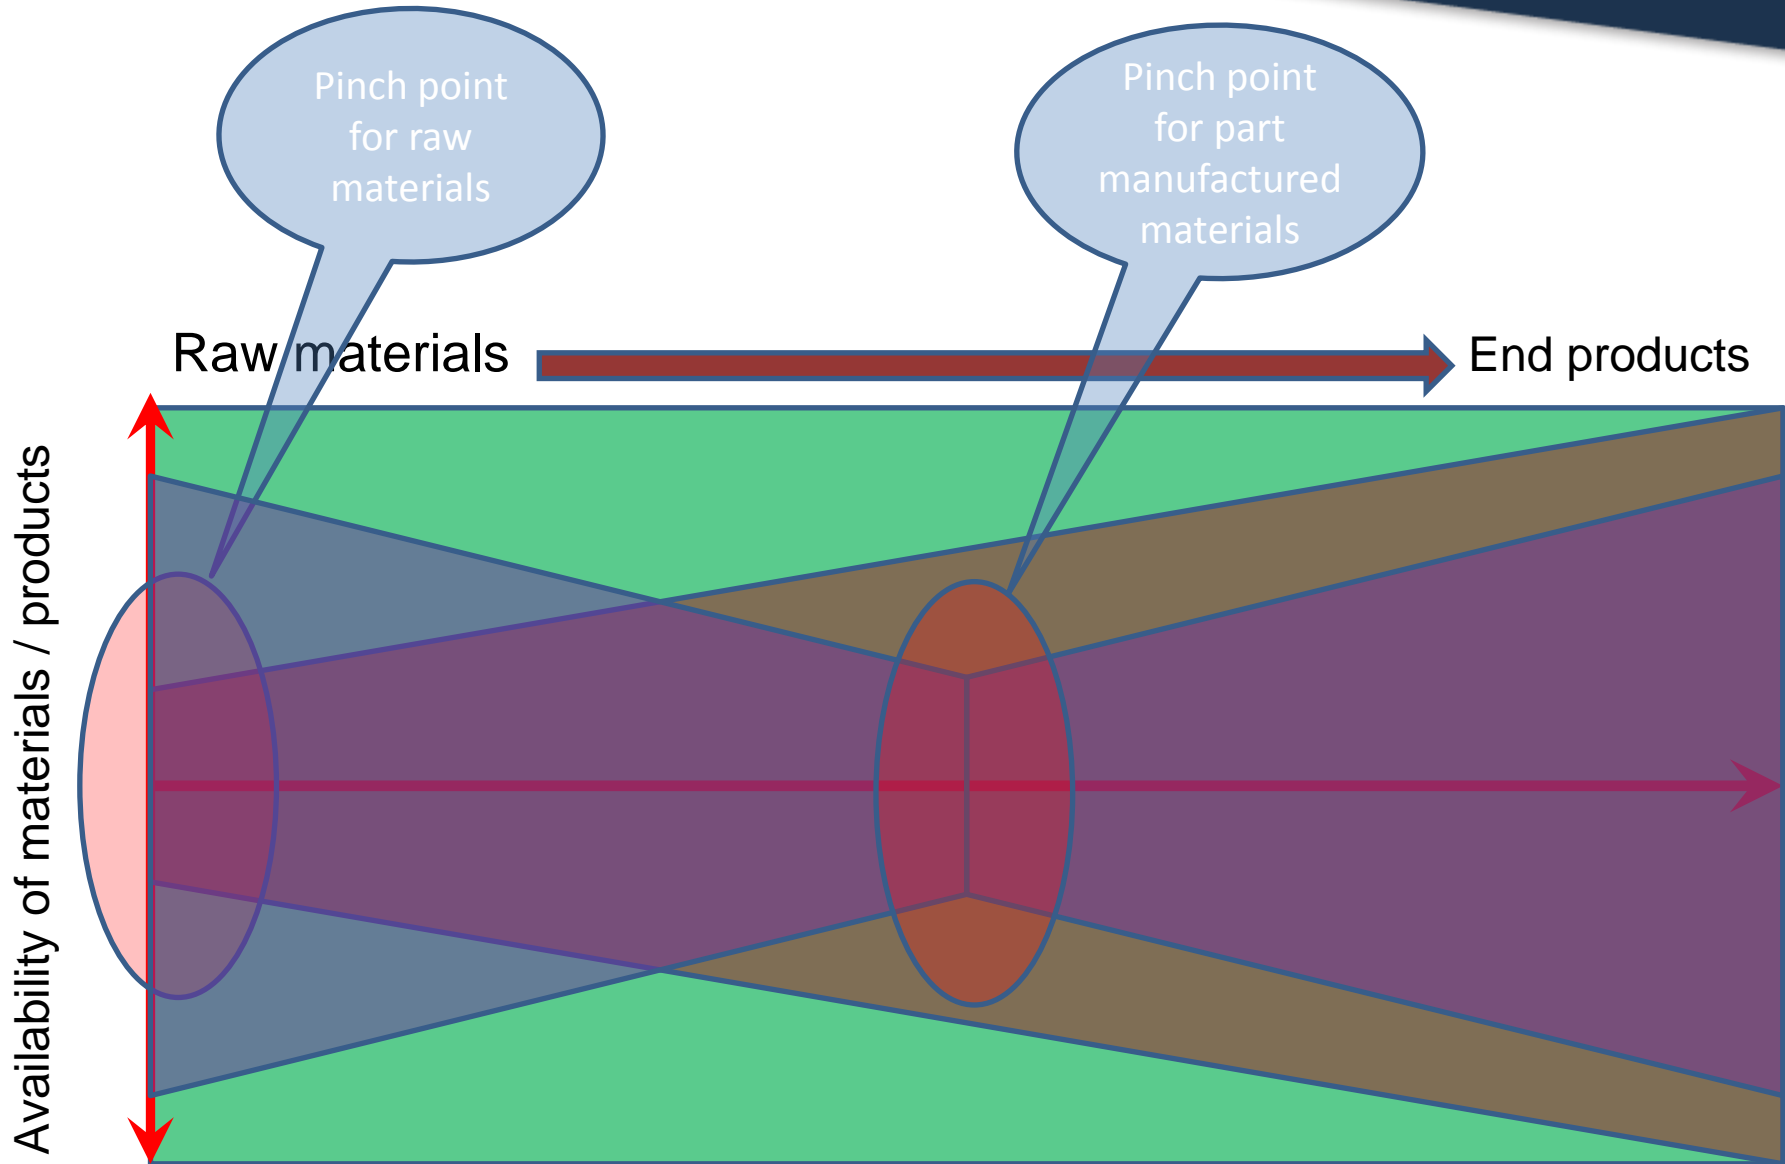 Pinch point
for raw
materials
Pinch point
for part
manufactured
materials
Raw materials
End products
Availability of materials / products